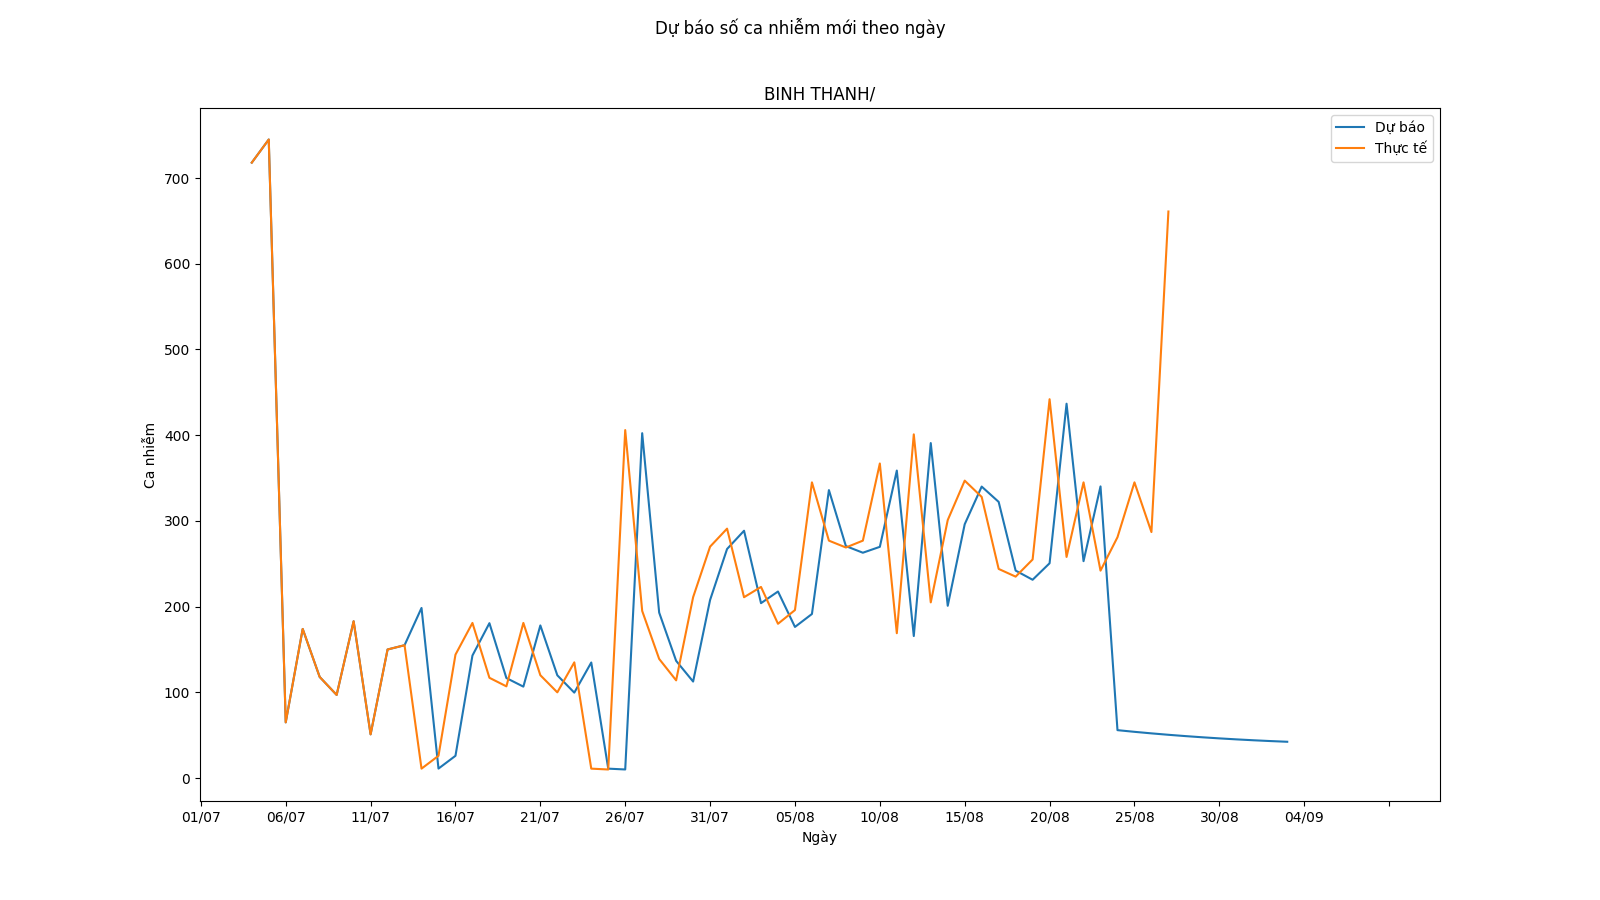 Dự báo số ca nhiễm mới theo ngày
BINH THANH/
Dự báo
Thực tế
Ca nhiễm
700
600
500
400
300
200
100
0
01/07 06/07 11/07 16/07 21/07 26/07 31/07 05/08 10/08 15/08 20/08 25/08 30/08 04/09
Ngày